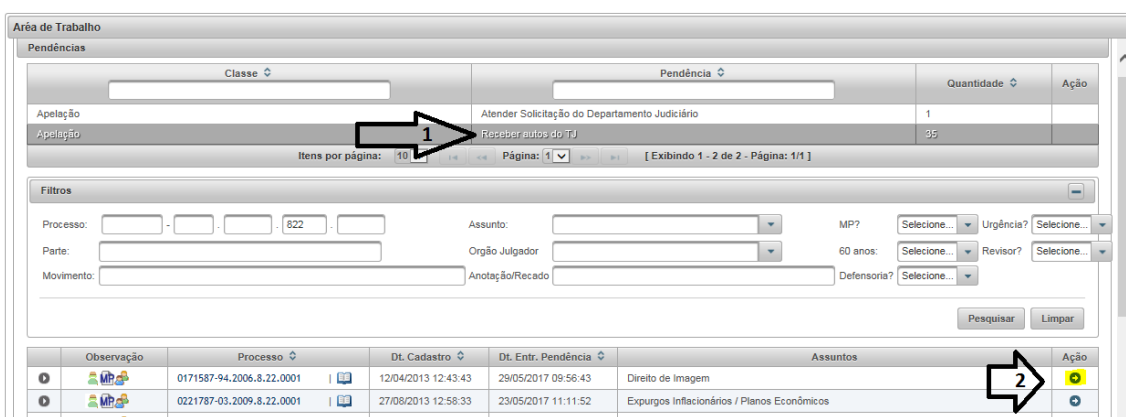 Aréa de Trabalho
Pendências
Classe Pendência Quantidade Ação
Apelação Atender Solicitação do Departamento Judiciário 1
Apelação 1 Receber autos do TJ 35
Itens por página: 10 Página: 1 [ Exibindo 1 - 2 de 2 - Página: 1/1 ]
Filtros
Processo: - . . 822 . Assunto: MP? Selecione... Urgência? Selecione...
Parte: Orgão Julgador 60 anos: Selecione... Revisor? Selecione...
Movimento: Anotação/Recado Defensoria? Selecione...
Pesquisar Limpar
Observação Processo Dt. Cadastro Dt. Entr. Pendência Assuntos Ação
MP 0171587-94.2006.8.22.0001 | 12/04/2013 12:43:43 29/05/2017 09:56:43 Direito de Imagem 2
MP 0221787-03.2009.8.22.0001 | 27/08/2013 12:58:33 23/05/2017 11:11:52 Expurgos Inflacionários / Planos Econômicos